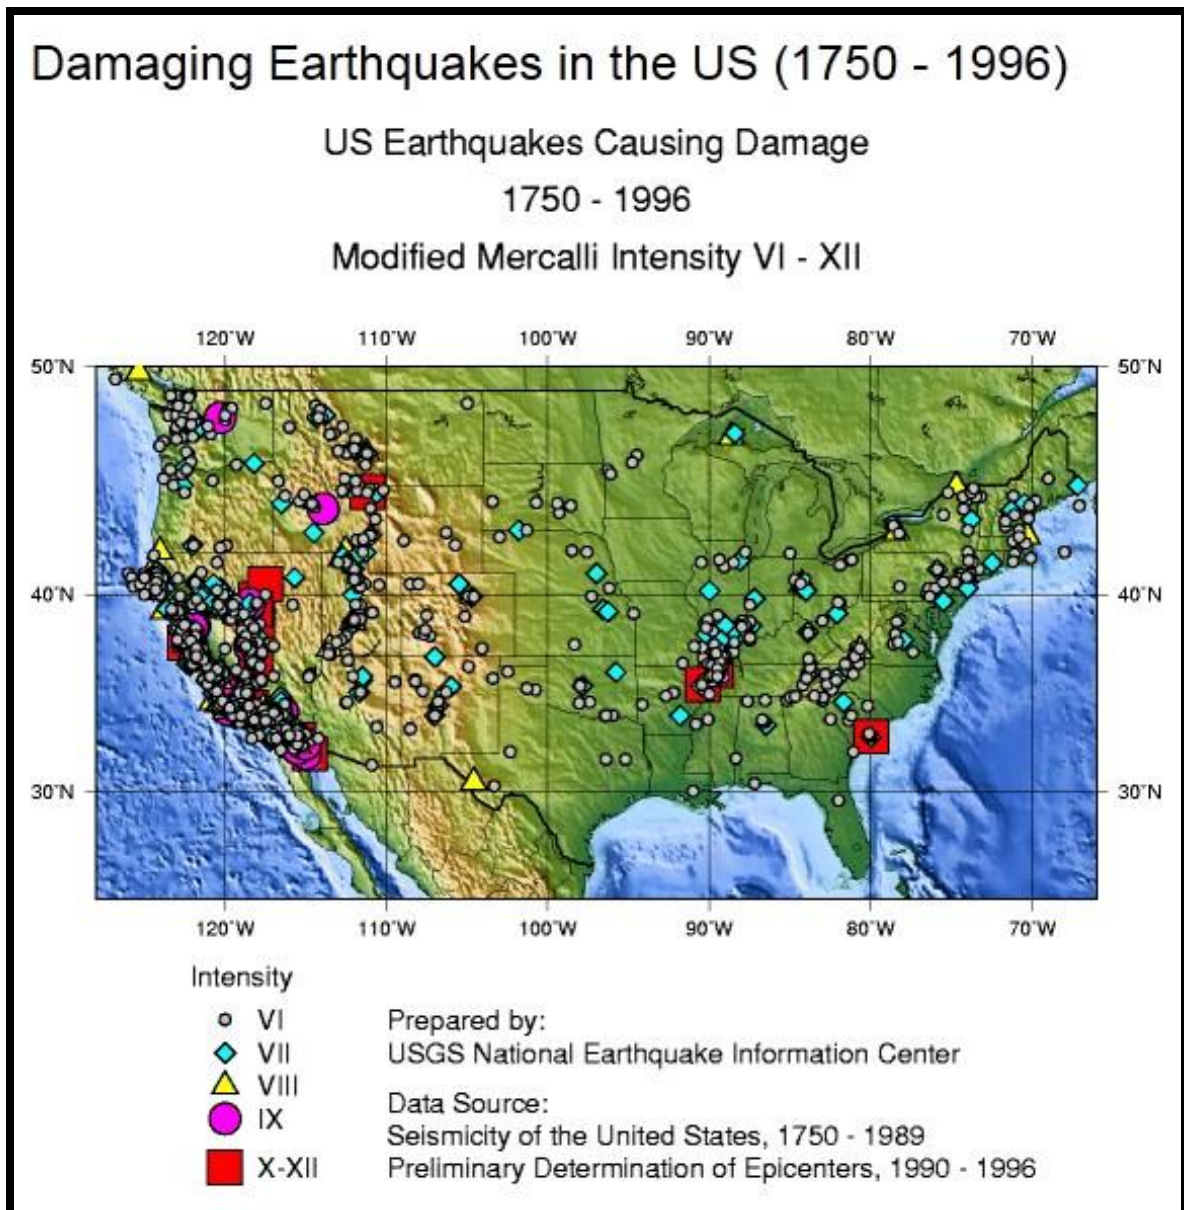 Damaging Earthquakes in the US (1750 - 1996)
US Earthquakes Causing Damage
1750 - 1996
Modified Mercalli Intensity VI - XII
120˚W 110˚W 100˚W 90˚W 80˚W 70˚W
50˚N 50˚N
40˚N 40˚N
30˚N 30˚N
120˚W 110˚W 100˚W 90˚W 80˚W 70˚W
Intensity
VI
VII
VIII
IX
X-XII
Prepared by:
USGS National Earthquake Information Center
Data Source:
Seismicity of the United States, 1750 - 1989
Preliminary Determination of Epicenters, 1990 - 1996